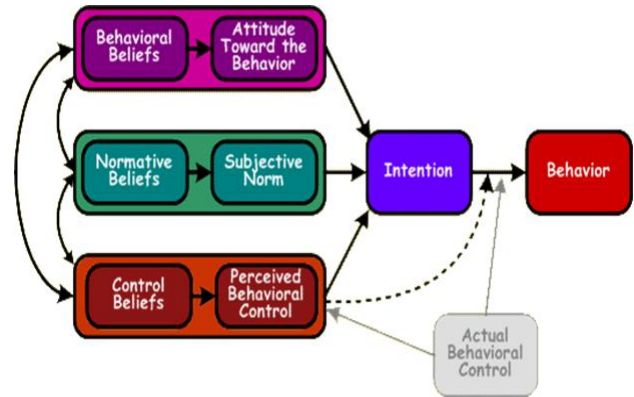 Behavioral
Beliefs
Attitude
Toward the
Behavior
Normative
Beliefs
Subjective
Norm
Intention
Behavior
Control
Beliefs
Perceived
Behavioral
Control
Actual
Behavioral
Control